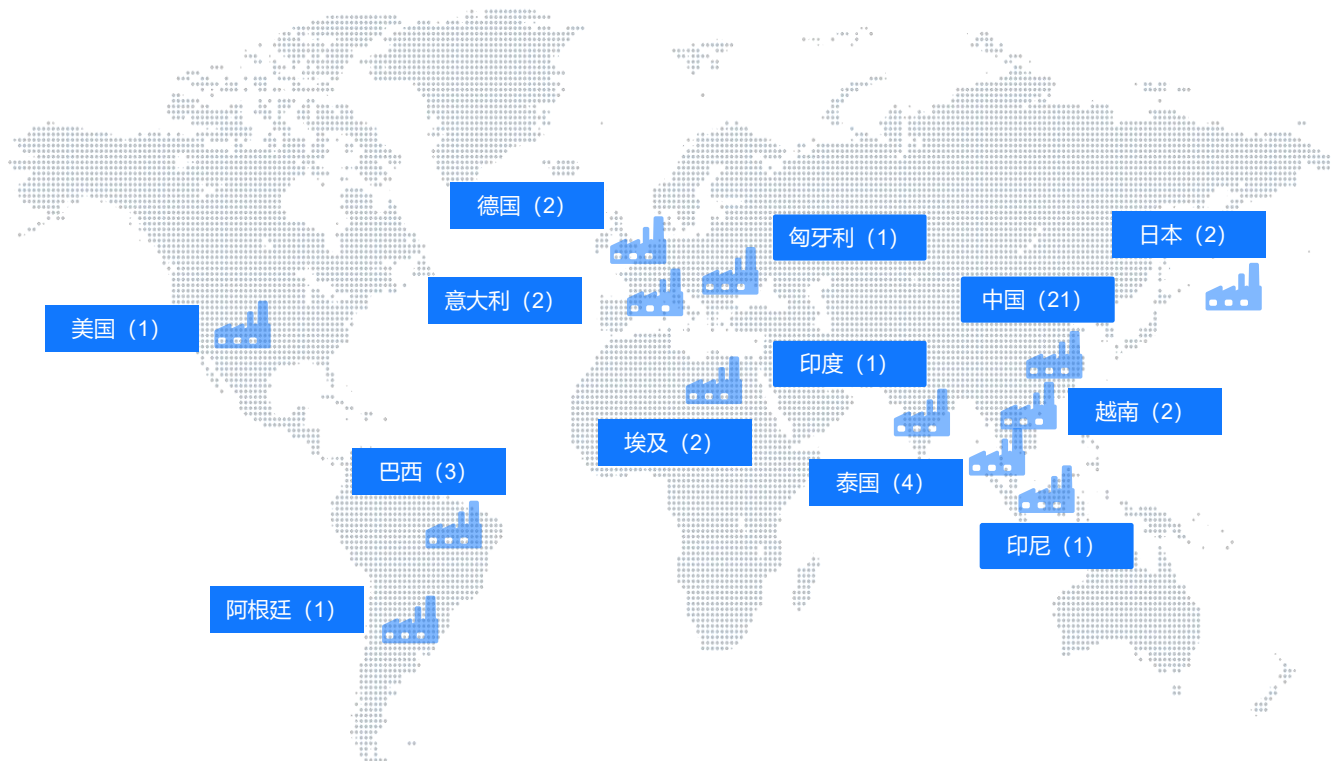 德国（2）
匈牙利（1）
日本（2）
意大利（2）
中国（21）
美国（1）
印度（1）
越南（2）
埃及（2）
巴西（3）
泰国（4）
印尼（1）
阿根廷（1）